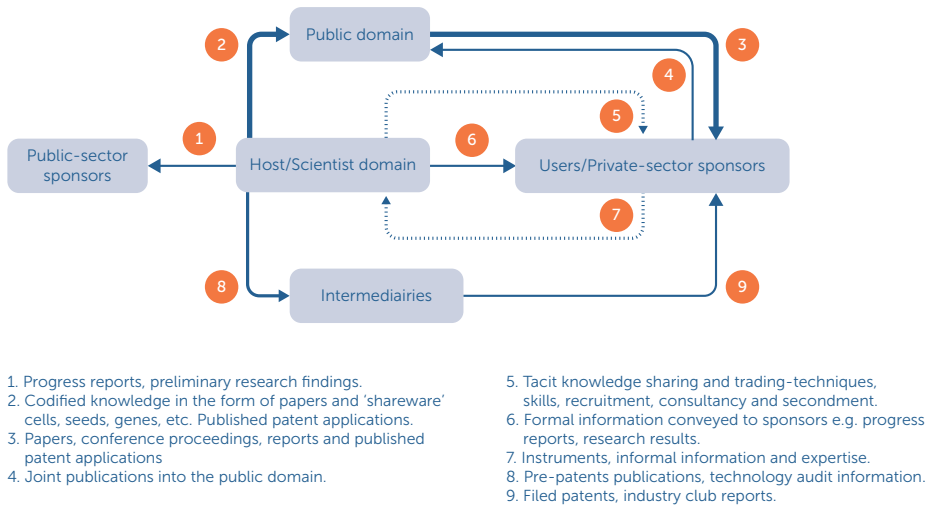 Public domain
2
3
4
5
1
6
Public-sector
sponsors
Host/Scientist domain
Users/Private-sector sponsors
7
8
Intermediairies
9
1. Progress reports, preliminary research findings.
2. Codified knowledge in the form of papers and ‘shareware’
cells, seeds, genes, etc. Published patent applications.
3. Papers, conference proceedings, reports and published
patent applications
4. Joint publications into the public domain.
5. Tacit knowledge sharing and trading-techniques,
skills, recruitment, consultancy and secondment.
6. Formal information conveyed to sponsors e.g. progress
reports, research results.
7. Instruments, informal information and expertise.
8. Pre-patents publications, technology audit information.
9. Filed patents, industry club reports.